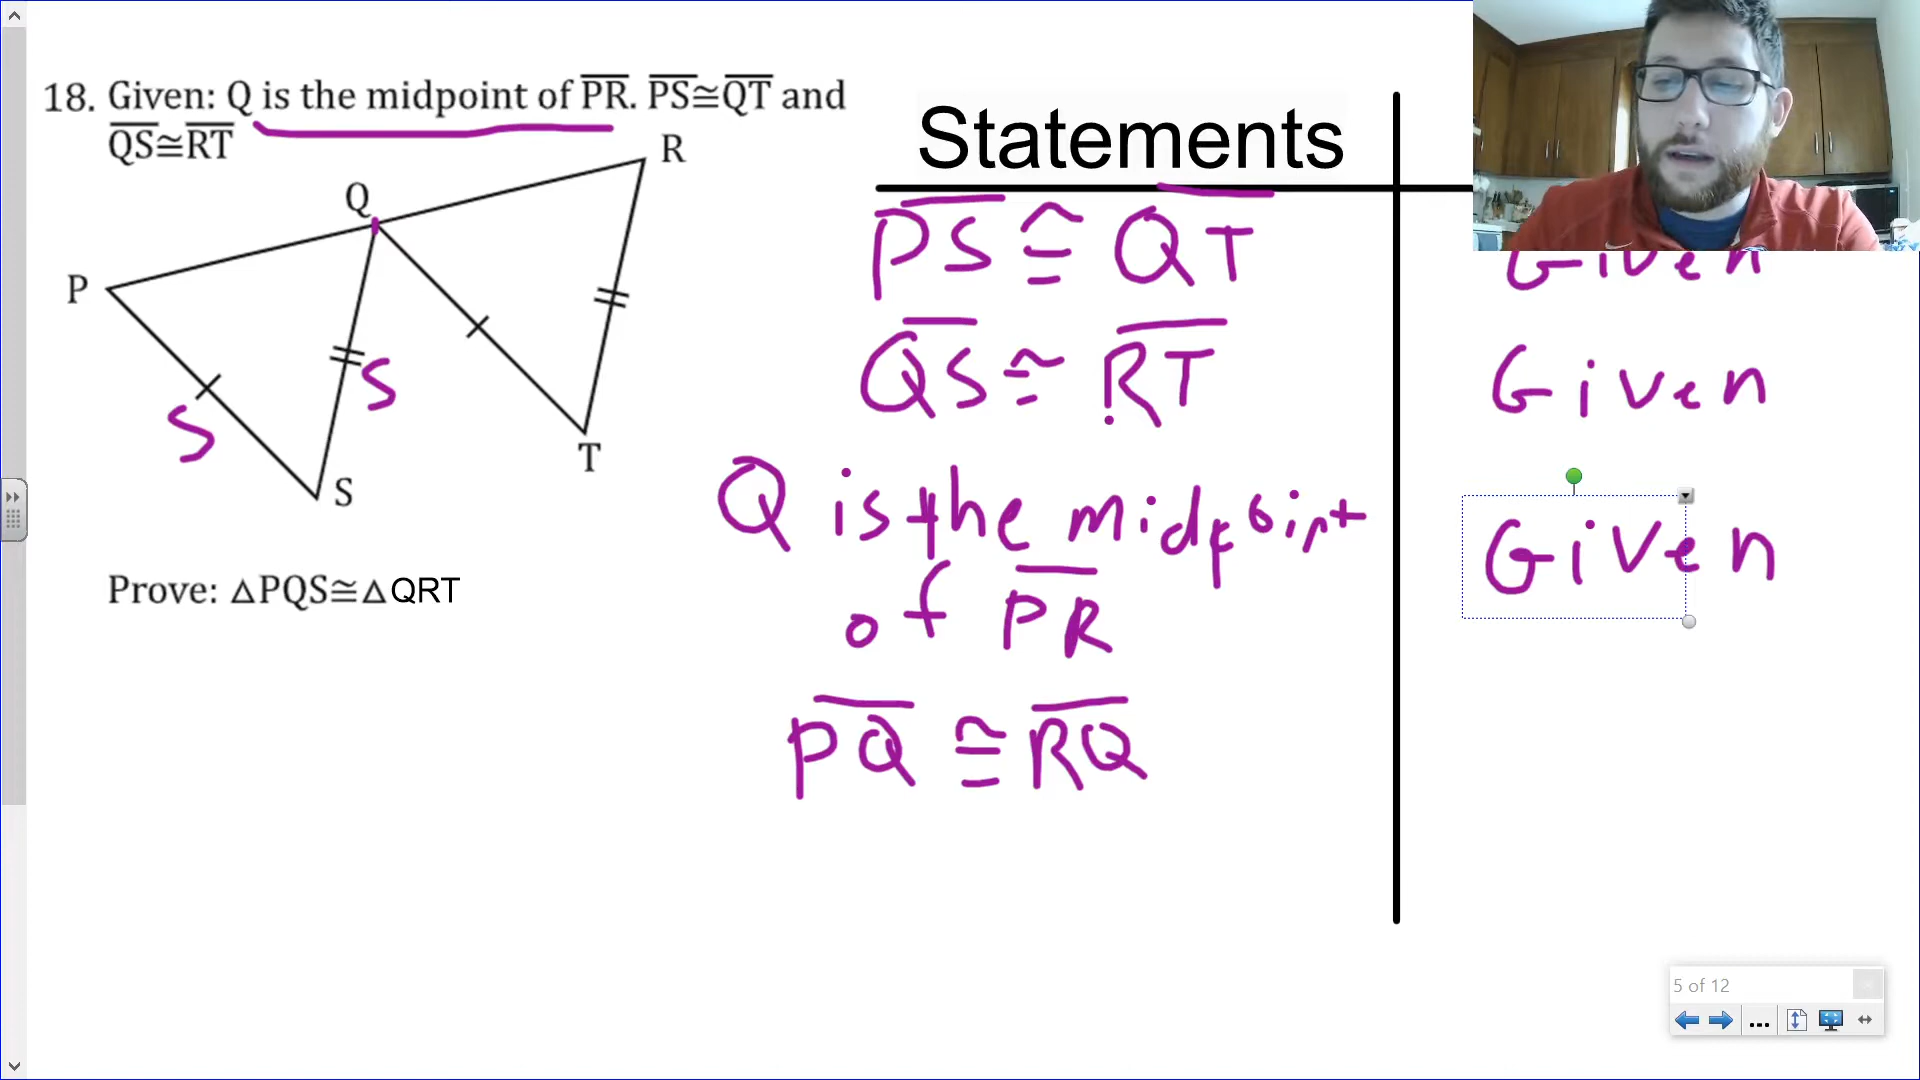 18. Given: Q is the midpoint of PR. PS≅QT and
QS≅RT
R
Q
P
S
S
T
S
Prove: △PQS≅△QRT
Statements
PS ≅ QT
Given
QS ≅ RT
Given
Q is the midpoint
of PR
Given
PQ ≅ RQ
5 of 12